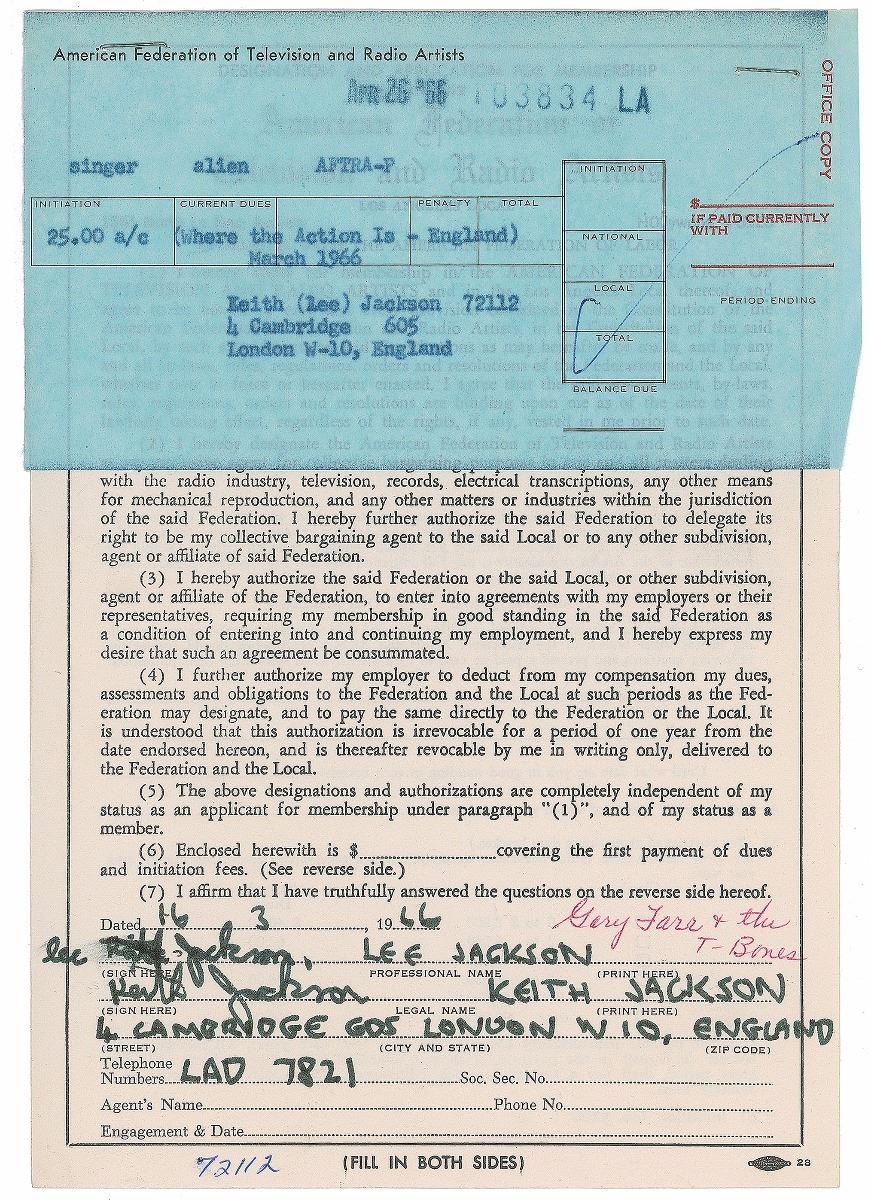 American Federation of Television and Radio Artists
APR 26 '66 103834 LA
OFFICE COPY
singer alien AFTRA-P
INITIATION CURRENT DUES PENALTY TOTAL
25.00 a/c (Where the Action Is - England)
March 1966
Keith (Lee) Jackson 72112
4 Cambridge 605
London W-10, England
INITIATION
NATIONAL
LOCAL
TOTAL
BALANCE DUE
$
IF PAID CURRENTLY
WITH
PERIOD ENDING
with the radio industry, television, records, electrical transcriptions, any other means
for mechanical reproduction, and any other matters or industries within the jurisdiction
of the said Federation. I hereby further authorize the said Federation to delegate its
right to be my collective bargaining agent to the said Local or to any other subdivision,
agent or affiliate of said Federation.
(3) I hereby authorize the said Federation or the said Local, or other subdivision,
agent or affiliate of the Federation, to enter into agreements with my employers or their
representatives, requiring my membership in good standing in the said Federation as
a condition of entering into and continuing my employment, and I hereby express my
desire that such an agreement be consummated.
(4) I further authorize my employer to deduct from my compensation my dues,
assessments and obligations to the Federation and the Local at such periods as the Fed-
eration may designate, and to pay the same directly to the Federation or the Local. It
is understood that this authorization is irrevocable for a period of one year from the
date endorsed hereon, and is thereafter revocable by me in writing only, delivered to
the Federation and the Local.
(5) The above designations and authorizations are completely independent of my
status as an applicant for membership under paragraph "(1)", and of my status as a
member.
(6) Enclosed herewith is $ covering the first payment of dues
and initiation fees. (See reverse side.)
(7) I affirm that I have truthfully answered the questions on the reverse side hereof.
Dated 16 3, 1966
Gary Farr & the
T-Bones
lee Jackson, LEE JACKSON
(SIGN HERE) PROFESSIONAL NAME (PRINT HERE)
Keith Jackson KEITH JACKSON
(SIGN HERE) LEGAL NAME (PRINT HERE)
4 CAMBRIDGE GDS LONDON W10, ENGLAND
(STREET) (CITY AND STATE) (ZIP CODE)
Telephone
Numbers LAD 7821 Soc. Sec. No.
Agent's Name Phone No.
Engagement & Date
72112 (FILL IN BOTH SIDES) 28